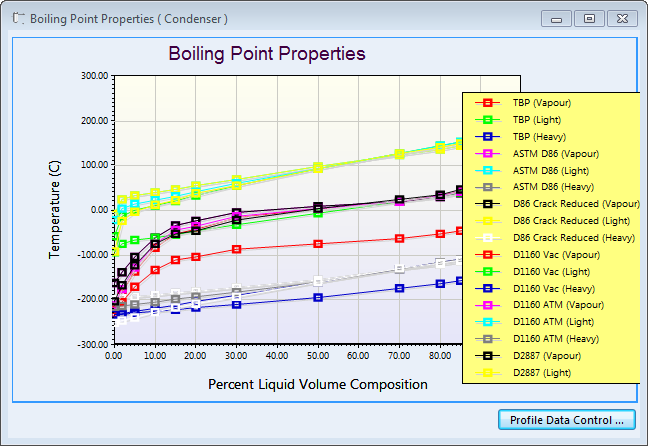 Boiling Point Properties ( Condenser )
Boiling Point Properties
Temperature (C)
300.00
200.00
100.00
0.00
-100.00
-200.00
-300.00
0.00 10.00 20.00 30.00 40.00 50.00 60.00 70.00 80.00
Percent Liquid Volume Composition
TBP (Vapour)
TBP (Light)
TBP (Heavy)
ASTM D86 (Vapour)
ASTM D86 (Light)
ASTM D86 (Heavy)
D86 Crack Reduced (Vapour)
D86 Crack Reduced (Light)
D86 Crack Reduced (Heavy)
D1160 Vac (Vapour)
D1160 Vac (Light)
D1160 Vac (Heavy)
D1160 ATM (Vapour)
D1160 ATM (Light)
D1160 ATM (Heavy)
D2887 (Vapour)
D2887 (Light)
Profile Data Control ...